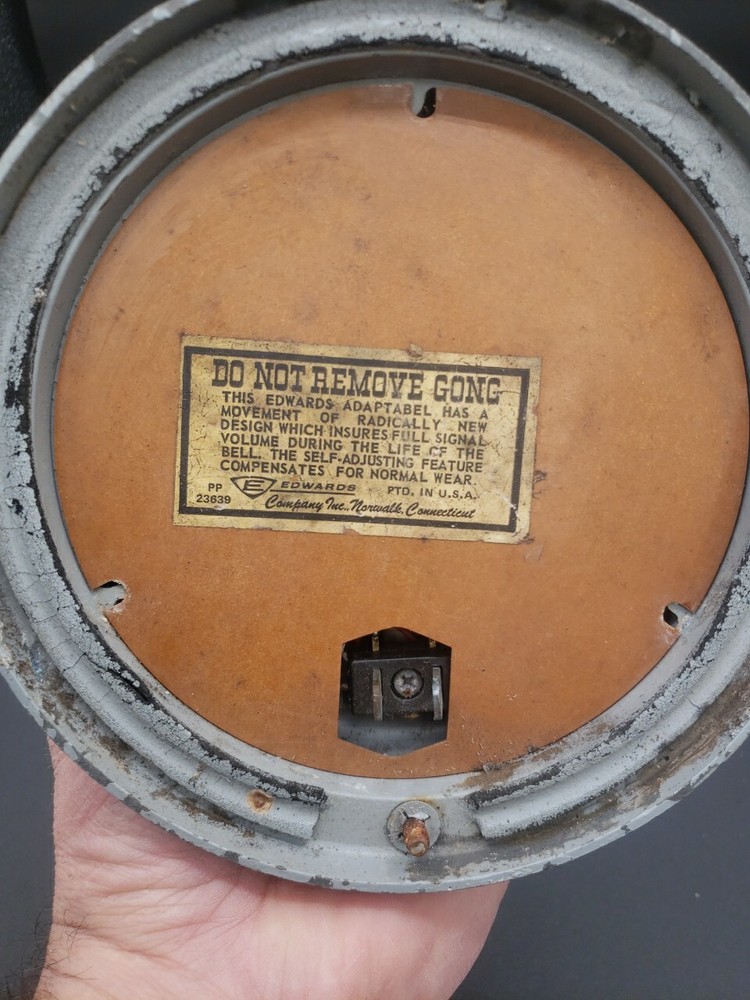 DO NOT REMOVE GONG
THIS EDWARDS ADAPTABEL HAS A
MOVEMENT OF RADICALLY NEW
DESIGN WHICH INSURES FULL SIGNAL
VOLUME DURING THE LIFE OF THE
BELL. THE SELF-ADJUSTING FEATURE
COMPENSATES FOR NORMAL WEAR.
PP E EDWARDS PTD. IN U.S.A.
23639 Company Inc., Norwalk, Connecticut